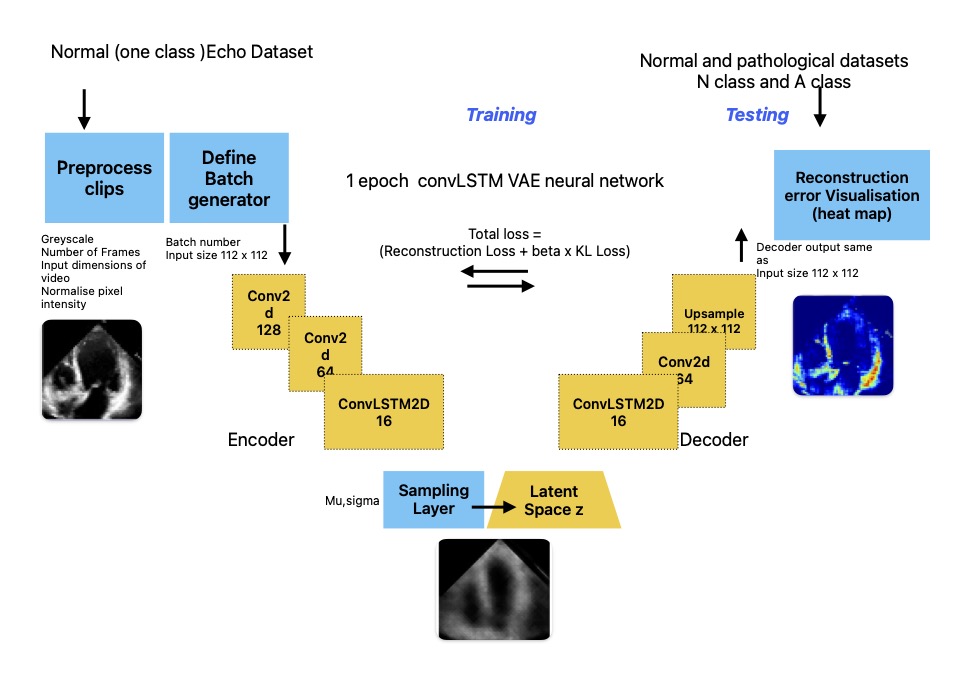 Normal (one class )Echo Dataset
Normal and pathological datasets
N class and A class
Training
Testing
Preprocess
clips
Define
Batch
generator
1 epoch convLSTM VAE neural network
Reconstruction
error Visualisation
(heat map)
Greyscale
Number of Frames
Input dimensions of
video
Normalise pixel
intensity
Batch number
Input size 112 x 112
Total loss =
(Reconstruction Loss + beta x KL Loss)
Decoder output same
as
Input size 112 x 112
Conv2
d
128
Conv2
d
64
ConvLSTM2D
16
Upsample
112 x 112
Conv2d
64
ConvLSTM2D
16
Encoder
Decoder
Mu,sigma
Sampling
Layer
Latent
Space z